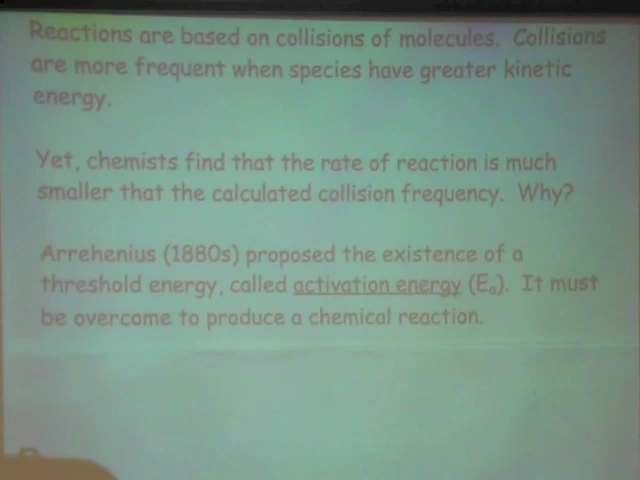 Reactions are based on collisions of molecules. Collisions
are more frequent when species have greater kinetic
energy.
Yet, chemists find that the rate of reaction is much
smaller that the calculated collision frequency. Why?
Arrehenius (1880s) proposed the existence of a
threshold energy, called activation energy (Eₐ). It must
be overcome to produce a chemical reaction.